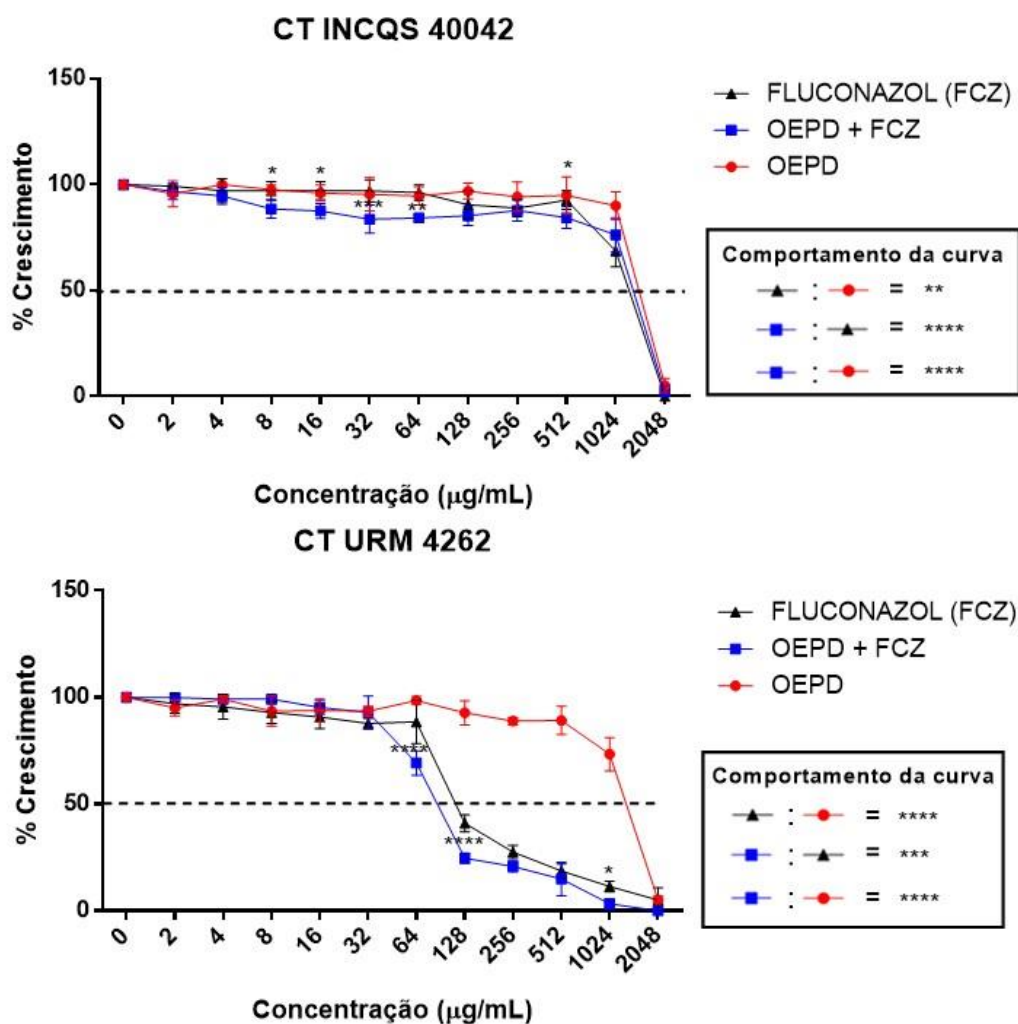 CT INCQS 40042
% Crescimento
150
100
50
0
* * *** ** *
0 2 4 8 16 32 64 128 256 512 1024 2048
Concentração (µg/mL)
FLUCONAZOL (FCZ)
OEPD + FCZ
OEPD
Comportamento da curva
: = **
: = ****
: = ****
CT URM 4262
% Crescimento
150
100
50
0
**** **** *
0 2 4 8 16 32 64 128 256 512 1024 2048
Concentração (µg/mL)
FLUCONAZOL (FCZ)
OEPD + FCZ
OEPD
Comportamento da curva
: = ****
: = ***
: = ****